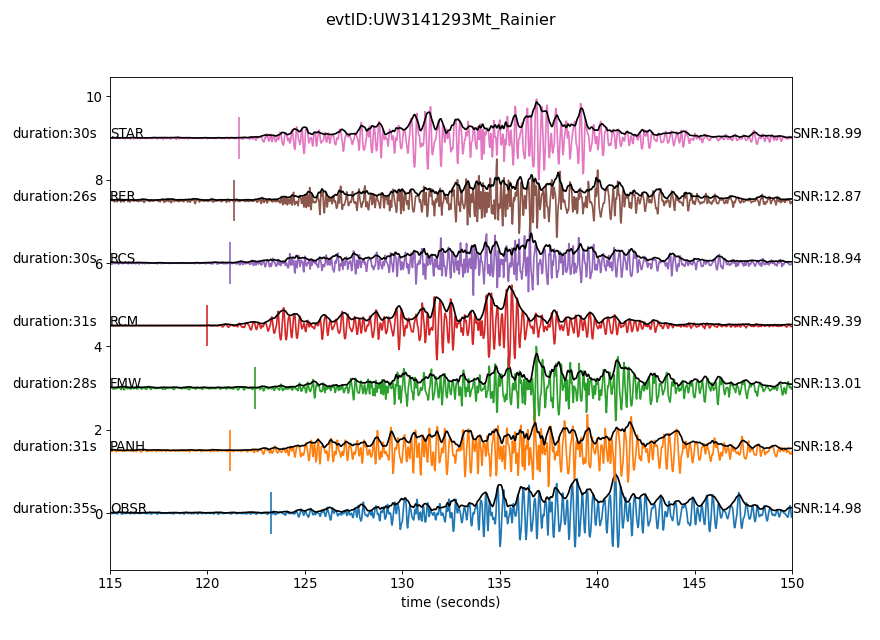 evtID:UW3141293Mt_Rainier
10
duration:30s STAR SNR:18.99
8
duration:26s RER SNR:12.87
duration:30s RCS SNR:18.94
6
duration:31s RCM SNR:49.39
4
duration:28s FMW SNR:13.01
2
duration:31s PANH SNR:18.4
duration:35s OBSR SNR:14.98
0
115 120 125 130 135 140 145 150
time (seconds)